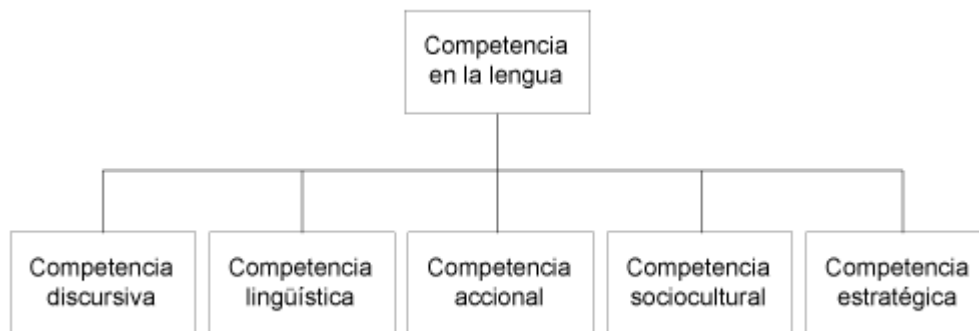 Competencia
en la lengua
Competencia
discursiva
Competencia
lingüística
Competencia
accional
Competencia
sociocultural
Competencia
estratégica